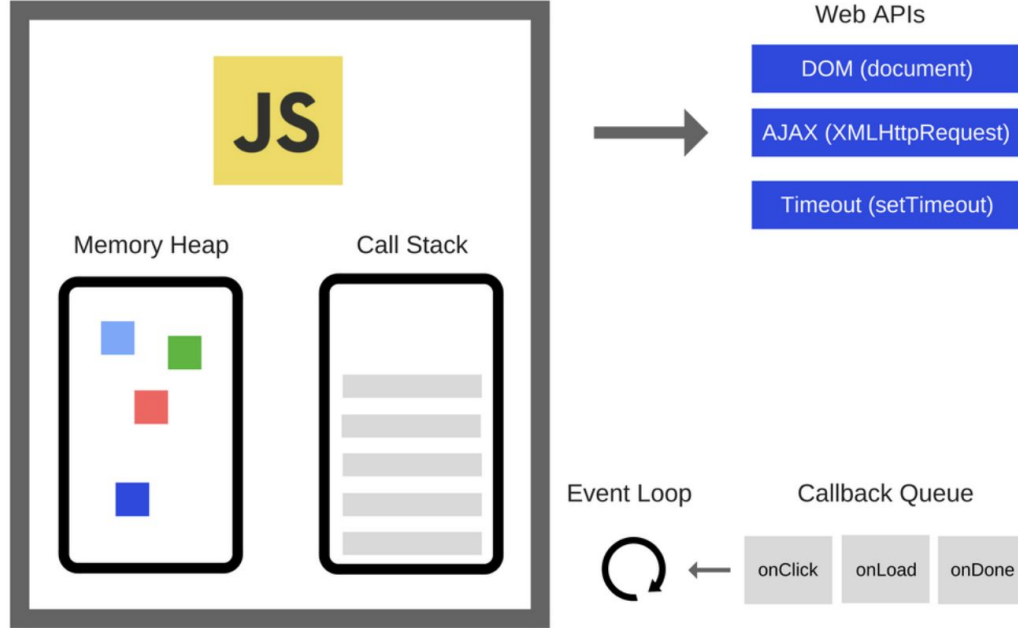 Web APIs
DOM (document)
JS
AJAX (XMLHttpRequest)
Timeout (setTimeout)
Memory Heap
Call Stack
Event Loop
Callback Queue
onClick
onLoad
onDone